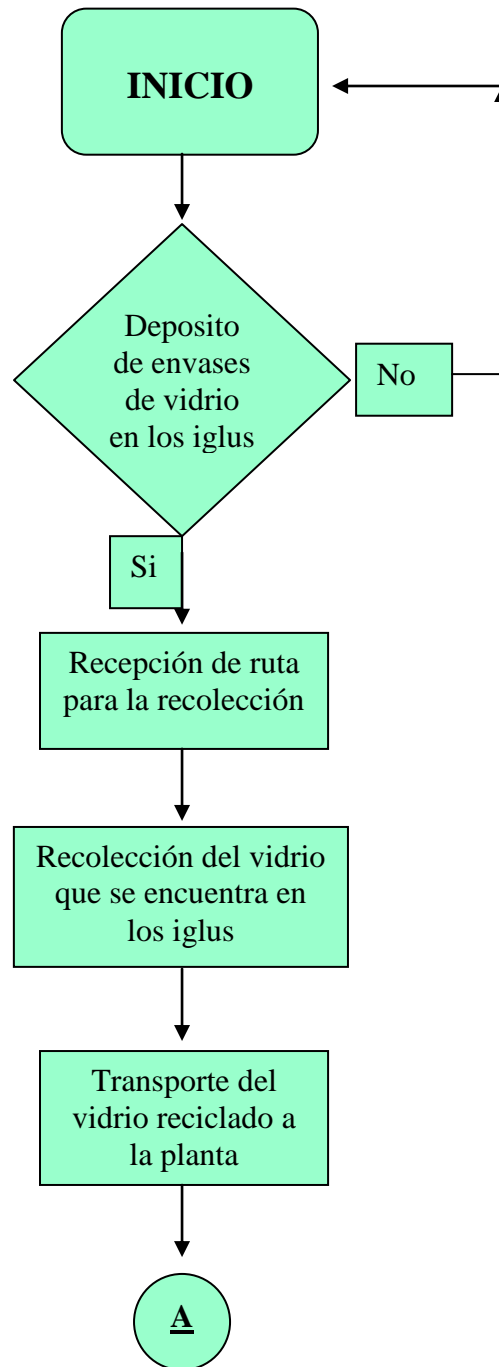 INICIO
Deposito
de envases
de vidrio
en los iglus
No
Si
Recepción de ruta
para la recolección
Recolección del vidrio
que se encuentra en
los iglus
Transporte del
vidrio reciclado a
la planta
A